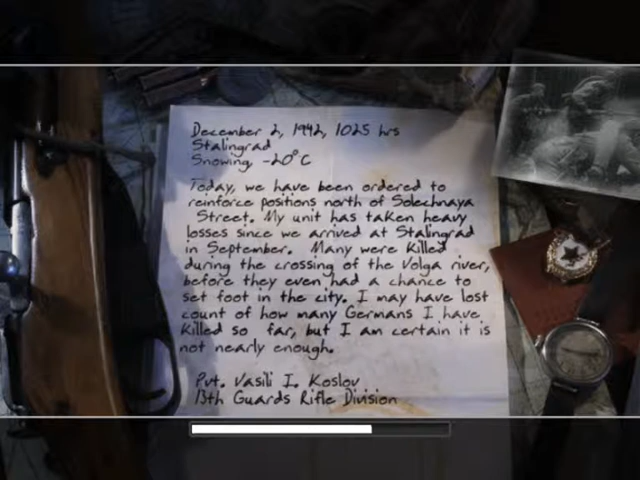 December 2, 1942, 1025 hrs
Stalingrad
Snowing, -20°C
Today, we have been ordered to
reinforce positions north of Solechnaya
Street. My unit has taken heavy
losses since we arrived at Stalingrad
in September. Many were killed
during the crossing of the Volga river,
before they even had a chance to
set foot in the city. I may have lost
count of how many Germans I have
killed so far, but I am certain it is
not nearly enough.
Pvt. Vasili I. Koslov
13th Guards Rifle Division